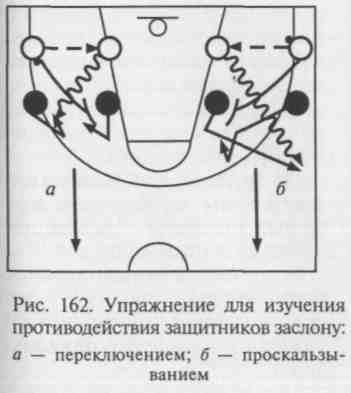 а
б
Рис. 162. Упражнение для изучения
противодействия защитников заслону:
а — переключением; б — проскальзы-
ванием